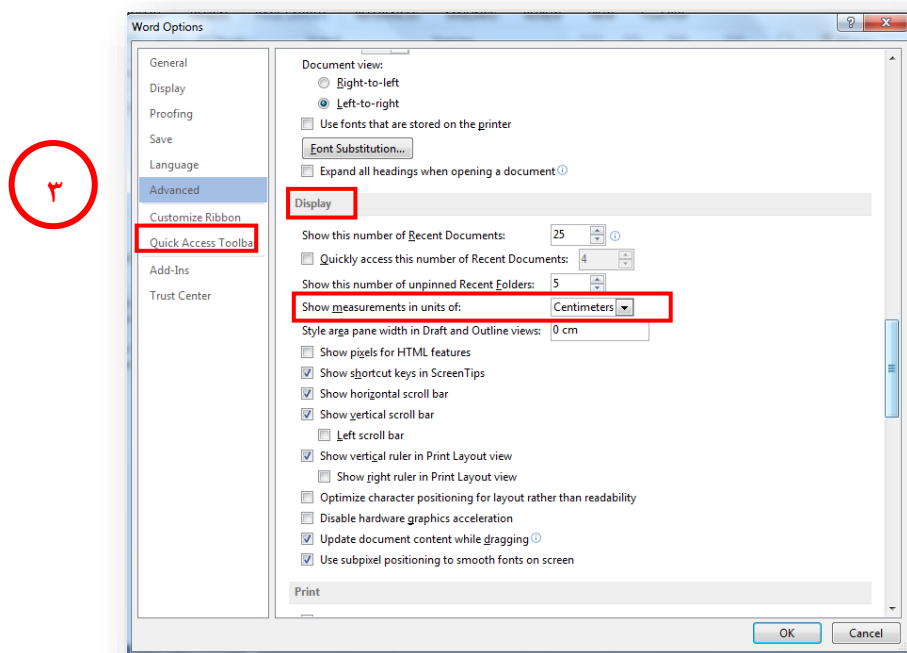 Word Options
?
General
Display
Proofing
Save
Language
Advanced
Customize Ribbon
Quick Access Toolbar
Add-Ins
Trust Center
۳
Document view:
Right-to-left
Left-to-right
Use fonts that are stored on the printer
Font Substitution...
Expand all headings when opening a document
Display
Show this number of Recent Documents: 25
Quickly access this number of Recent Documents: 4
Show this number of unpinned Recent Folders: 5
Show measurements in units of: Centimeters
Style area pane width in Draft and Outline views: 0 cm
Show pixels for HTML features
Show shortcut keys in ScreenTips
Show horizontal scroll bar
Show vertical scroll bar
Left scroll bar
Show vertical ruler in Print Layout view
Show right ruler in Print Layout view
Optimize character positioning for layout rather than readability
Disable hardware graphics acceleration
Update document content while dragging
Use subpixel positioning to smooth fonts on screen
Print
OK Cancel